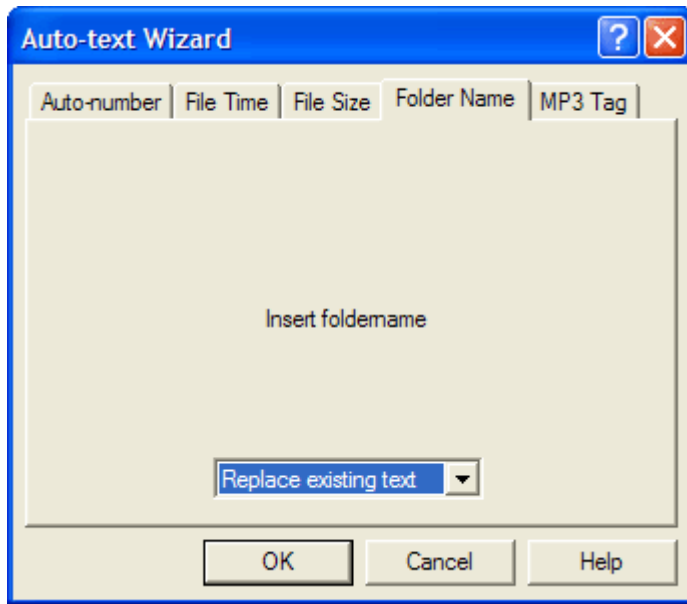 Auto-text Wizard
Auto-number File Time File Size Folder Name MP3 Tag
Insert foldername
Replace existing text
OK Cancel Help